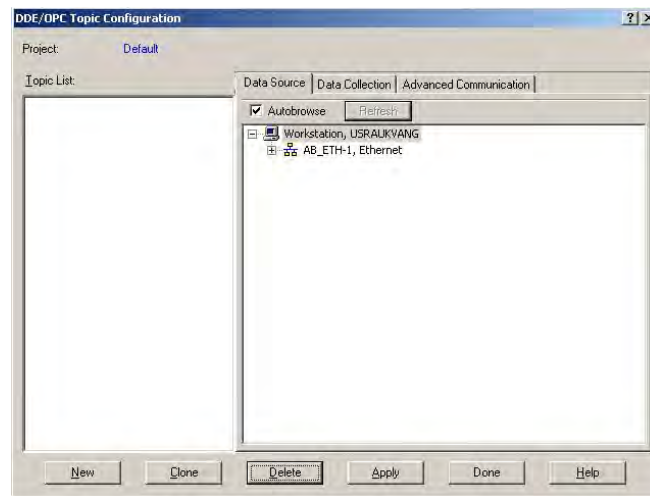 DDE/OPC Topic Configuration
Project: Default
Topic List:
Data Source Data Collection Advanced Communication
Autobrowse Refresh
Workstation, USRAUKVANG
AB_ETH-1, Ethernet
New Clone Delete Apply Done Help